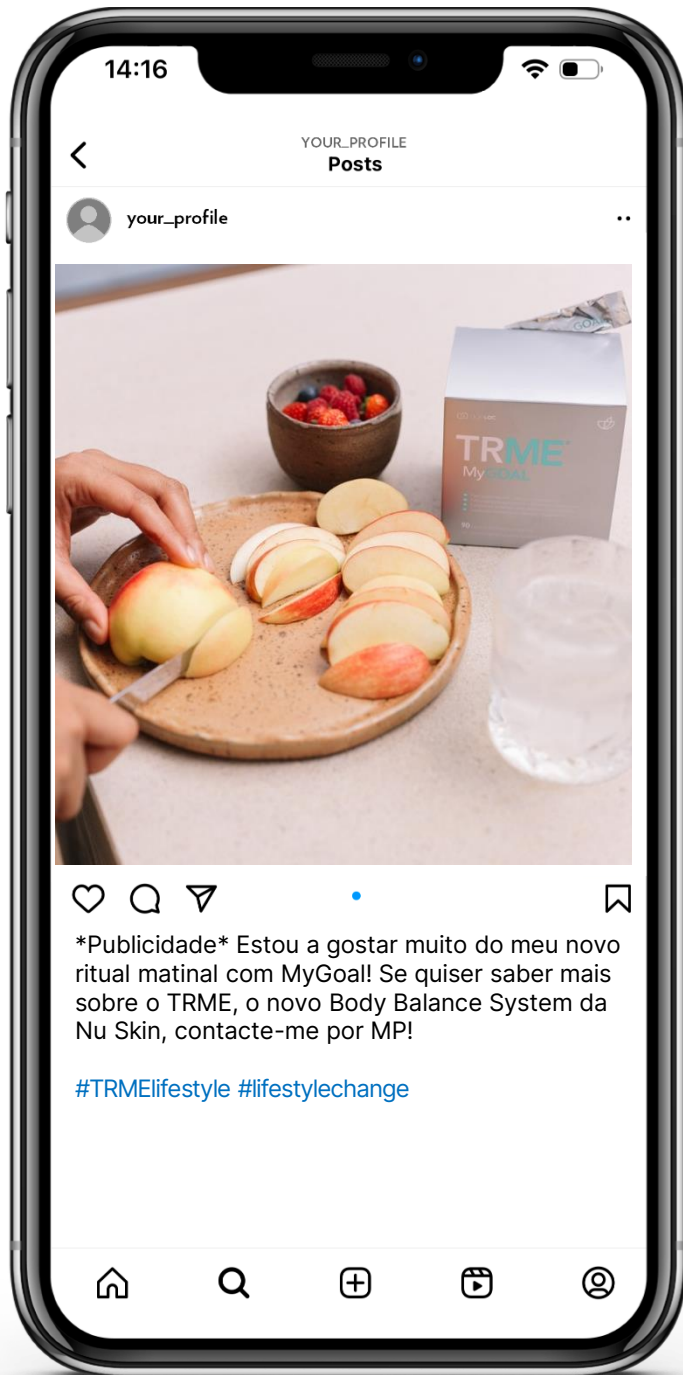 14:16
YOUR_PROFILE
Posts
your_profile
GOAL
TRME
My GOAL
90
*Publicidade* Estou a gostar muito do meu novo
ritual matinal com MyGoal! Se quiser saber mais
sobre o TRME, o novo Body Balance System da
Nu Skin, contacte-me por MP!
#TRMElifestyle #lifestylechange